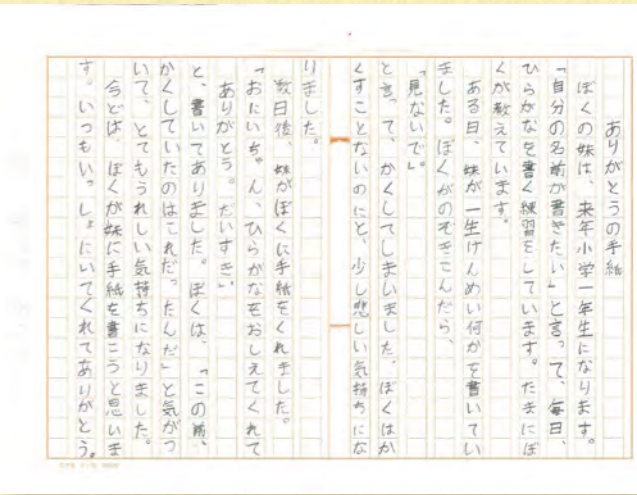 ありがとうの手紙
ぼくの妹は、来年小学一年生になります。
「自分の名前が書きたい」と言って、毎日、
ひらがなを書く練習をしています。たまにぼ
くが教えています。
ある日、妹が一生けんめい何かを書いてい
ました。ぼくがのぞきこんだら、
「見ないで」。
と言って、かくしてしまいました。ぼくはか
くすことないのにと、少し悲しい気持ちにな
りました。
数日後、妹がぼくに手紙をくれました。
「おにいちゃん、ひらがなをおしえてくれて
ありがとう。だいすき」
と、書いてありました。ぼくは、「この前、
かくしていたのはこれだったんだ」と気がつ
いて、とてもうれしい気持ちになりました。
今どは、ぼくが妹に手紙を書こうと思いま
す。いつもいっしょにいてくれてありがとう。